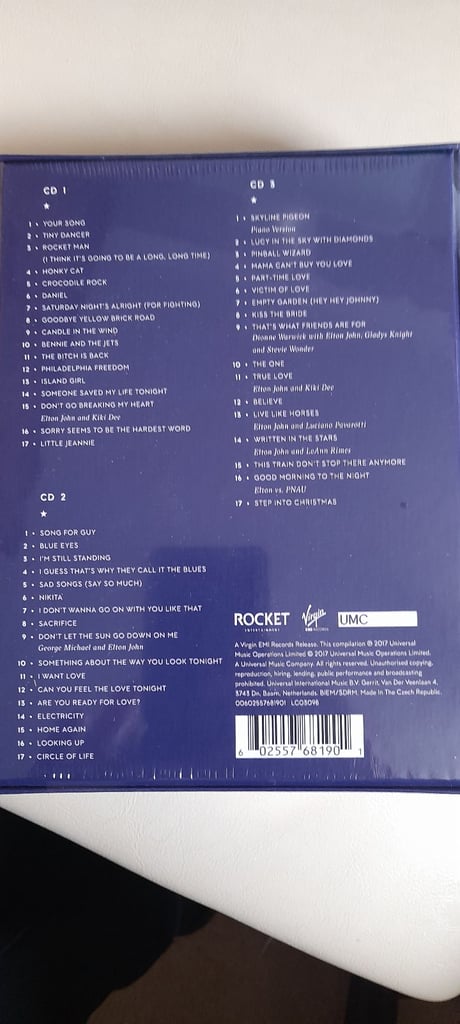 CD 1
★
1 • YOUR SONG
2 • TINY DANCER
3 • ROCKET MAN
(I THINK IT'S GOING TO BE A LONG, LONG TIME)
4 • HONKY CAT
5 • CROCODILE ROCK
6 • DANIEL
7 • SATURDAY NIGHT'S ALRIGHT (FOR FIGHTING)
8 • GOODBYE YELLOW BRICK ROAD
9 • CANDLE IN THE WIND
10 • BENNIE AND THE JETS
11 • THE BITCH IS BACK
12 • PHILADELPHIA FREEDOM
13 • ISLAND GIRL
14 • SOMEONE SAVED MY LIFE TONIGHT
15 • DON'T GO BREAKING MY HEART
Elton John and Kiki Dee
16 • SORRY SEEMS TO BE THE HARDEST WORD
17 • LITTLE JEANNIE
CD 2
★
1 • SONG FOR GUY
2 • BLUE EYES
3 • I'M STILL STANDING
4 • I GUESS THAT'S WHY THEY CALL IT THE BLUES
5 • SAD SONGS (SAY SO MUCH)
6 • NIKITA
7 • I DON'T WANNA GO ON WITH YOU LIKE THAT
8 • SACRIFICE
9 • DON'T LET THE SUN GO DOWN ON ME
George Michael and Elton John
10 • SOMETHING ABOUT THE WAY YOU LOOK TONIGHT
11 • I WANT LOVE
12 • CAN YOU FEEL THE LOVE TONIGHT
13 • ARE YOU READY FOR LOVE?
14 • ELECTRICITY
15 • HOME AGAIN
16 • LOOKING UP
17 • CIRCLE OF LIFE
CD 3
★
1 • SKYLINE PIGEON
Piano Version
2 • LUCY IN THE SKY WITH DIAMONDS
3 • PINBALL WIZARD
4 • MAMA CAN'T BUY YOU LOVE
5 • PART-TIME LOVE
6 • VICTIM OF LOVE
7 • EMPTY GARDEN (HEY HEY JOHNNY)
8 • KISS THE BRIDE
9 • THAT'S WHAT FRIENDS ARE FOR
Dionne Warwick with Elton John, Gladys Knight
and Stevie Wonder
10 • THE ONE
11 • TRUE LOVE
Elton John and Kiki Dee
12 • BELIEVE
13 • LIVE LIKE HORSES
Elton John and Luciano Pavarotti
14 • WRITTEN IN THE STARS
Elton John and LeAnn Rimes
15 • THIS TRAIN DON'T STOP THERE ANYMORE
16 • GOOD MORNING TO THE NIGHT
Elton vs. PNAU
17 • STEP INTO CHRISTMAS
ROCKET
ENTERTAINMENT
Virgin
EMI RECORDS
UMC
A Virgin EMI Records Release. This compilation ℗ 2017 Universal
Music Operations Limited © 2017 Universal Music Operations Limited.
A Universal Music Company. All rights reserved. Unauthorised copying,
reproduction, hiring, lending, public performance and broadcasting
prohibited. Universal International Music B.V. Gerrit, Van Der Veenlaan 4,
3743 Dn, Baarn, Netherlands. BIEM/SDRM. Made In The Czech Republic.
00602557681901 LC03098
6 02557 68190 1